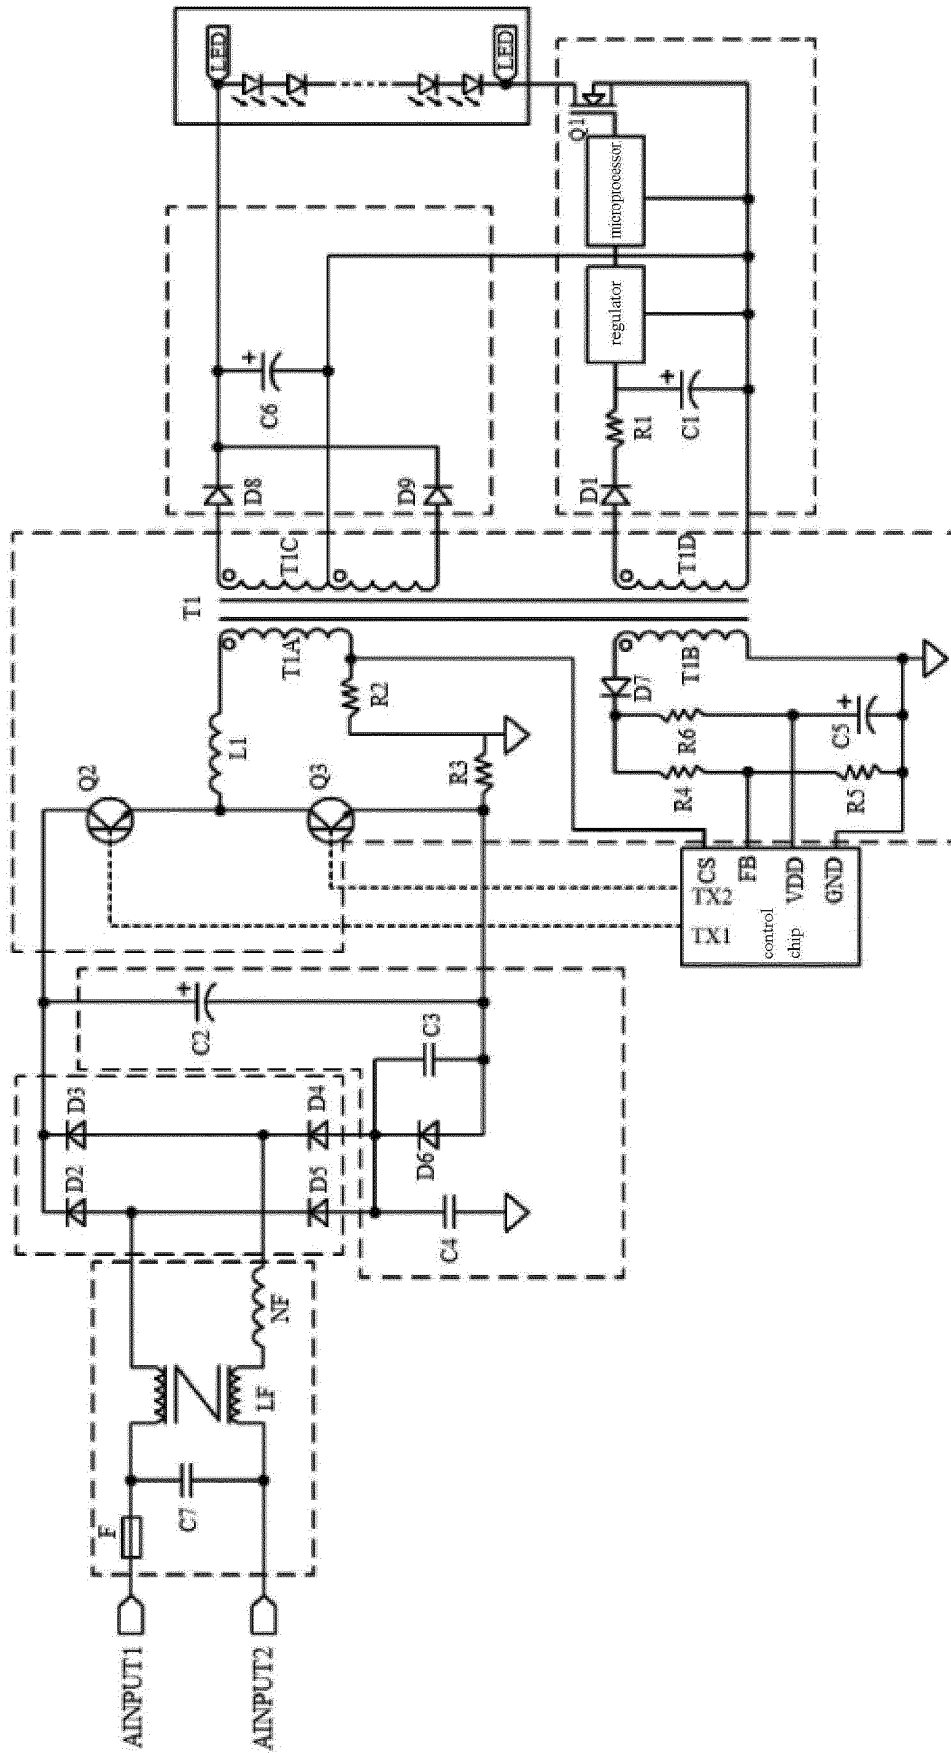 AINPUT1
AINPUT2
F
C7
LF
NF
D2
D3
D5
D4
C4
D6
C3
C2
+
Q2
Q3
L1
R3
R2
T1
T1A
T1C
T1B
T1D
D7
R6
R4
C5
+
R5
control
chip
TX1
TX2
CS
FB
VDD
GND
D8
D9
C6
+
D1
R1
C1
+
regulator
microprocessor
Q1
LED
LED